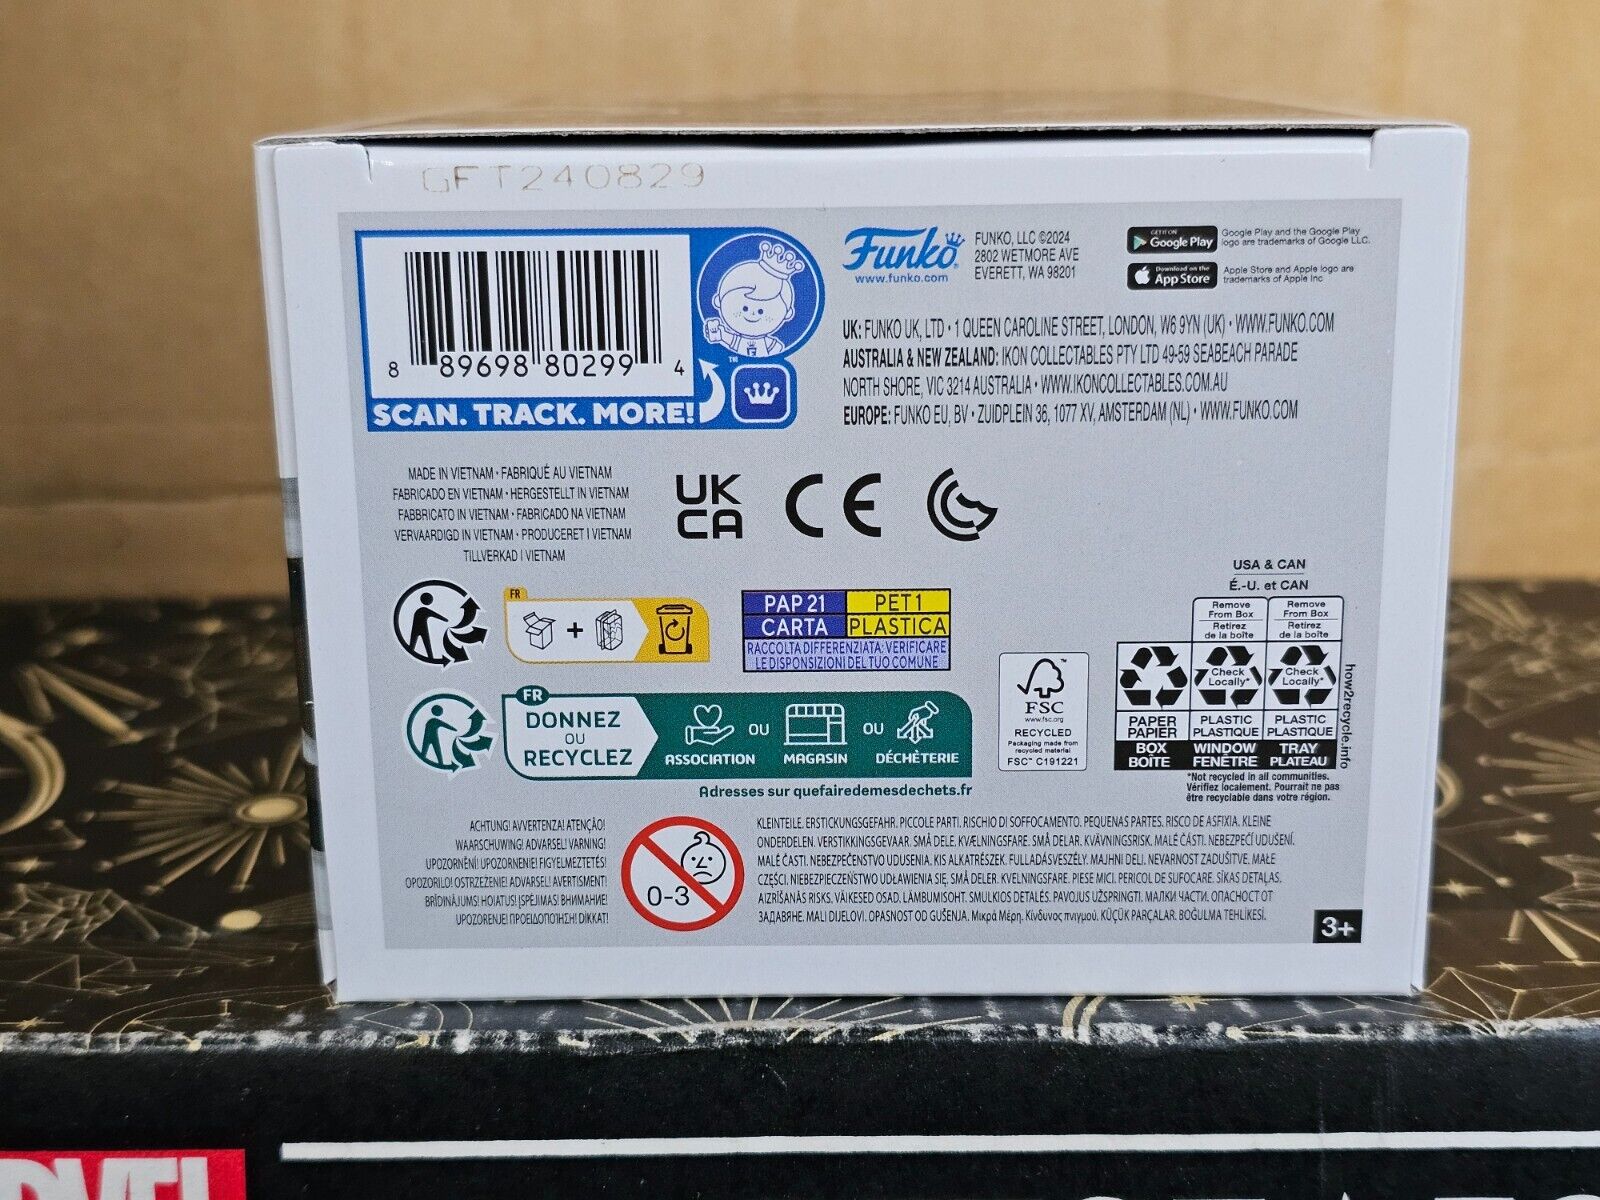 GFT240829
8 89698 80299 4
SCAN. TRACK. MORE!
TM
Funko
www.funko.com
FUNKO, LLC ©2024
2802 WETMORE AVE
EVERETT, WA 98201
GET IT ON
Google Play
Google Play and the Google Play
logo are trademarks of Google LLC.
Download on the
App Store
Apple Store and Apple logo are
trademarks of Apple Inc
UK: FUNKO UK, LTD • 1 QUEEN CAROLINE STREET, LONDON, W6 9YN (UK) • WWW.FUNKO.COM
AUSTRALIA & NEW ZEALAND: IKON COLLECTABLES PTY LTD 49-59 SEABEACH PARADE
NORTH SHORE, VIC 3214 AUSTRALIA • WWW.IKONCOLLECTABLES.COM.AU
EUROPE: FUNKO EU, BV • ZUIDPLEIN 36, 1077 XV, AMSTERDAM (NL) • WWW.FUNKO.COM
MADE IN VIETNAM • FABRIQUÉ AU VIETNAM
FABRICADO EN VIETNAM • HERGESTELLT IN VIETNAM
FABBRICATO IN VIETNAM • FABRICADO NA VIETNAM
VERVAARDIGD IN VIETNAM • PRODUCERET I VIETNAM
TILLVERKAD I VIETNAM
UK
CA
CE
FR
+
PAP 21 PET 1
CARTA PLASTICA
RACCOLTA DIFFERENZIATA: VERIFICARE
LE DISPONSIZIONI DEL TUO COMUNE
FR
DONNEZ
OU
RECYCLEZ
ASSOCIATION OU MAGASIN OU DÉCHÈTERIE
Adresses sur quefairedemesdechets.fr
FSC
www.fsc.org
RECYCLED
Packaging made from
recycled material
FSC™ C191221
USA & CAN
É.-U. et CAN
Remove
From Box
Retirez
de la boîte
Remove
From Box
Retirez
de la boîte
Check
Locally*
Check
Locally*
PAPER
PAPIER
BOX
BOÎTE
PLASTIC
PLASTIQUE
WINDOW
FENÊTRE
PLASTIC
PLASTIQUE
TRAY
PLATEAU
how2recycle.info
*Not recycled in all communities.
Vérifiez localement. Pourrait ne pas
être recyclable dans votre région.
ACHTUNG! AVVERTENZA! ATENÇÃO!
WAARSCHUWING! ADVARSEL! VARNING!
UPOZORNĚNÍ! UPOZORNENIE! FIGYELMEZTETÉS!
OPOZORILO! OSTRZEŻENIE! ADVARSEL! AVERTISMENT!
BRĪDINĀJUMS! HOIATUS! ĮSPĖJIMAS! ВНИМАНИЕ!
UPOZORENJE! ΠΡΟΕΙΔΟΠΟΙΗΣΗ! DİKKAT!
0-3
KLEINTEILE. ERSTICKUNGSGEFAHR. PICCOLE PARTI. RISCHIO DI SOFFOCAMENTO. PEQUENAS PARTES. RISCO DE ASFIXIA. KLEINE
ONDERDELEN. VERSTIKKINGSGEVAAR. SMÅ DELE. KVÆLNINGSFARE. SMÅ DELAR. KVÄVNINGSRISK. MALÉ ČÁSTI. NEBEZPEČÍ UDUŠENÍ.
MALÉ ČASTI. NEBEZPEČENSTVO UDUSENIA. KIS ALKATRÉSZEK. FULLADÁSVESZÉLY. MAJHNI DELI. NEVARNOST ZADUŠITVE. MAŁE
CZĘŚCI. NIEBEZPIECZEŃSTWO UDŁAWIENIA SIĘ. SMÅ DELER. KVELNINGSFARE. PIESE MICI. PERICOL DE SUFOCARE. SĪKAS DETAĻAS.
AIZRĪŠANĀS RISKS. VÄIKESED OSAD. LÄMBUMISOHT. SMULKIOS DETALĖS. PAVOJUS UŽSPRINGTI. МАЛКИ ЧАСТИ. ОПАСНОСТ ОТ
ЗАДАВЯНЕ. MALI DIJELOVI. OPASNOST OD GUŠENJA. Μικρά Μέρη. Κίνδυνος πνιγμού. KÜÇÜK PARÇALAR. BOĞULMA TEHLİKESİ.
3+